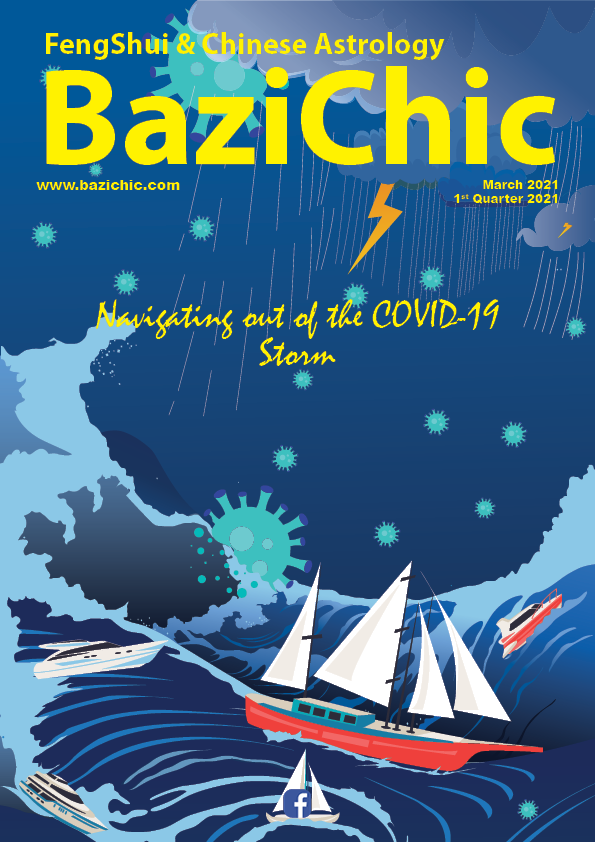 FengShui & Chinese Astrology
BaziChic
www.bazichic.com
March 2021
1st Quarter 2021
Navigating out of the COVID-19
Storm
f